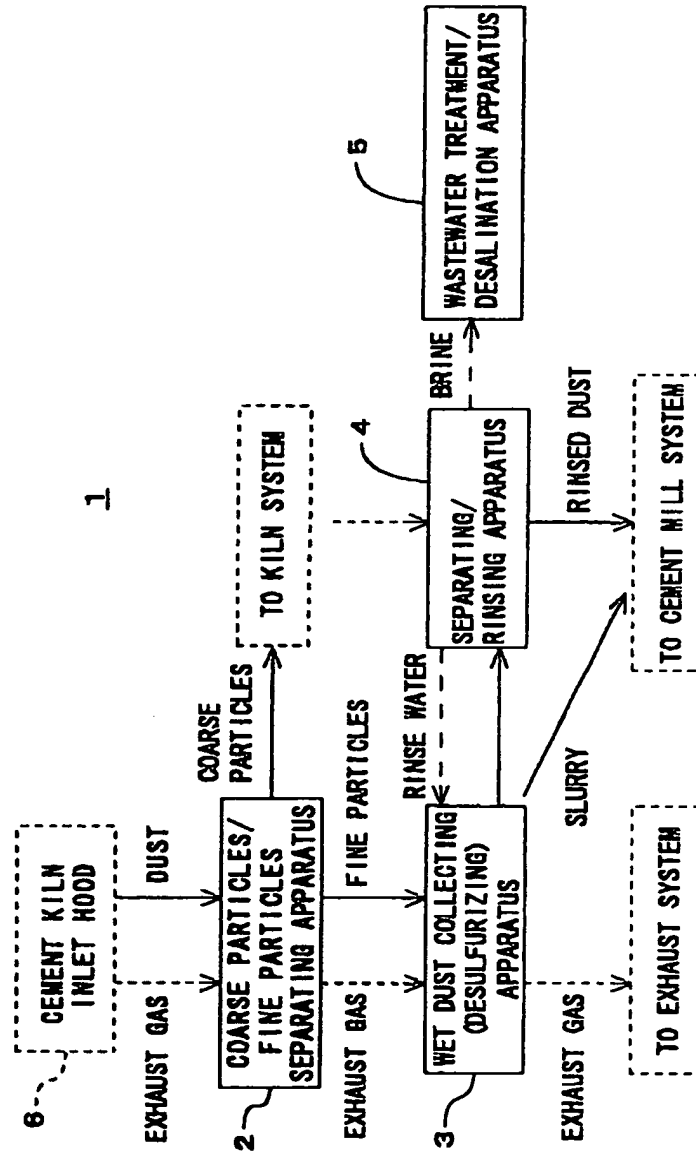 1
6
CEMENT KILN
INLET HOOD
EXHAUST GAS
DUST
2
COARSE PARTICLES/
FINE PARTICLES
SEPARATING APPARATUS
COARSE
PARTICLES
TO KILN SYSTEM
EXHAUST GAS
FINE PARTICLES
3
WET DUST COLLECTING
(DESULFURIZING)
APPARATUS
RINSE WATER
4
SEPARATING/
RINSING APPARATUS
BRINE
5
WASTEWATER TREATMENT/
DESALINATION APPARATUS
EXHAUST GAS
SLURRY
RINSED DUST
TO EXHAUST SYSTEM
TO CEMENT MILL SYSTEM